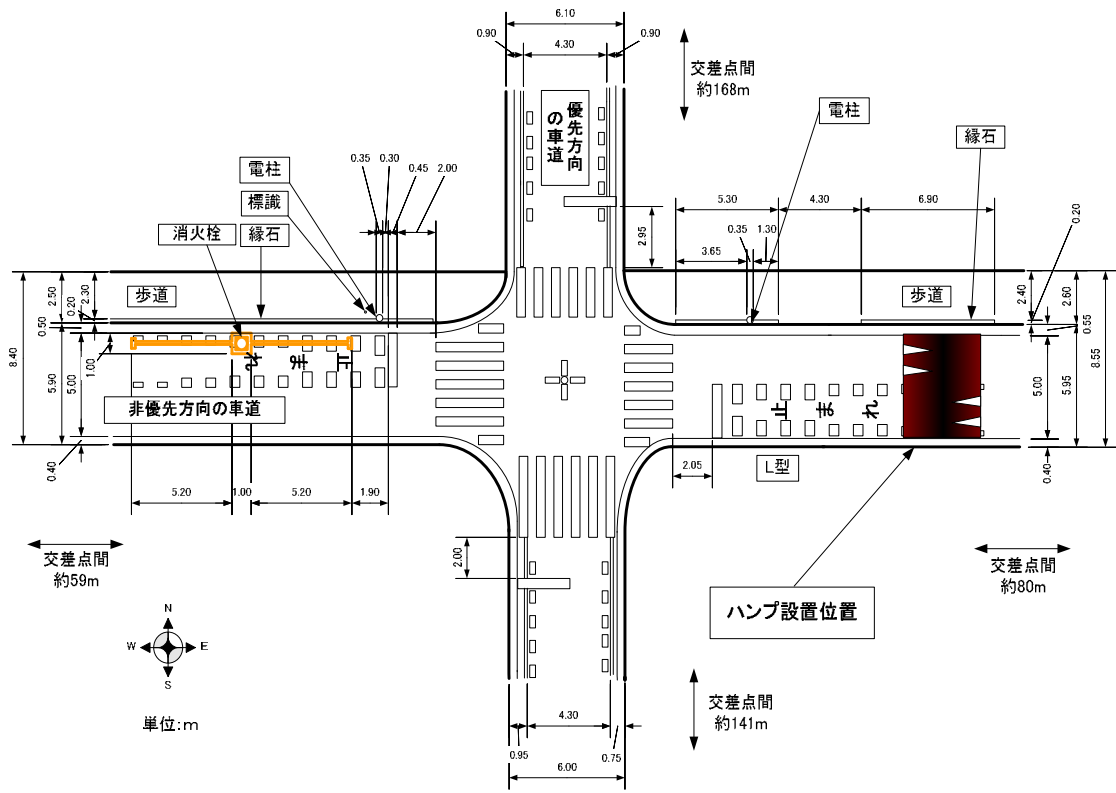 6.10
0.90
4.30
0.90
交差点間
約168m
優先方向
の車道
電柱
縁石
電柱
標識
消火栓
縁石
0.35
0.30
0.45
2.00
5.30
4.30
6.90
0.20
3.65
0.35
1.30
2.95
歩道
歩道
8.40
2.50
0.20
2.30
0.50
5.90
5.00
1.00
0.40
2.40
2.60
0.55
5.00
5.95
8.55
0.40
止まれ
止まれ
非優先方向の車道
L型
2.05
5.20
1.00
5.20
1.90
交差点間
約59m
2.00
交差点間
約80m
ハンプ設置位置
N
W
E
S
単位:m
交差点間
約141m
4.30
0.95
0.75
6.00